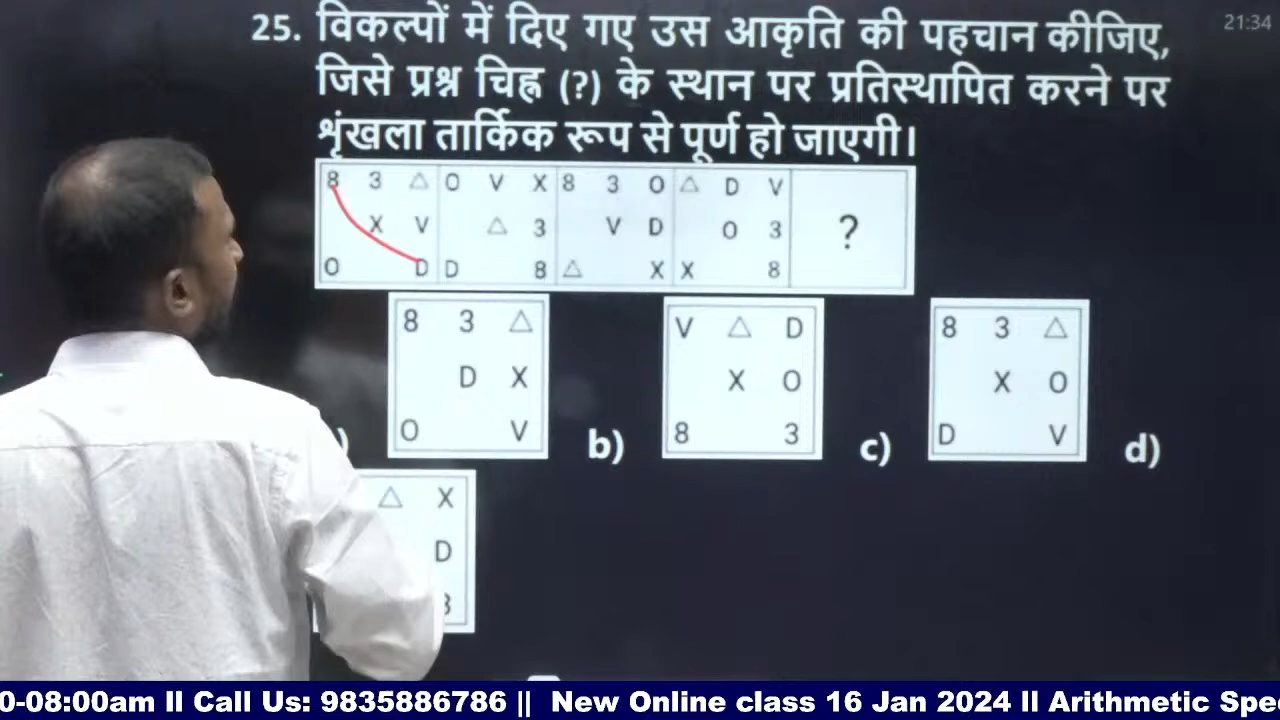 21:34
25. विकल्पों में दिए गए उस आकृति की पहचान कीजिए,
जिसे प्रश्न चिह्न (?) के स्थान पर प्रतिस्थापित करने पर
शृंखला तार्किक रूप से पूर्ण हो जाएगी।
8 3 △ O V X 8 3 O △ D V
X V △ 3 V D O 3 ?
O D D 8 △ X X 8
8 3 △ V △ D 8 3 △
D X X O X O
O V 8 3 D V
) b) c) d)
△ X
D
0-08:00am II Call Us: 9835886786 || New Online class 16 Jan 2024 II Arithmetic Spe